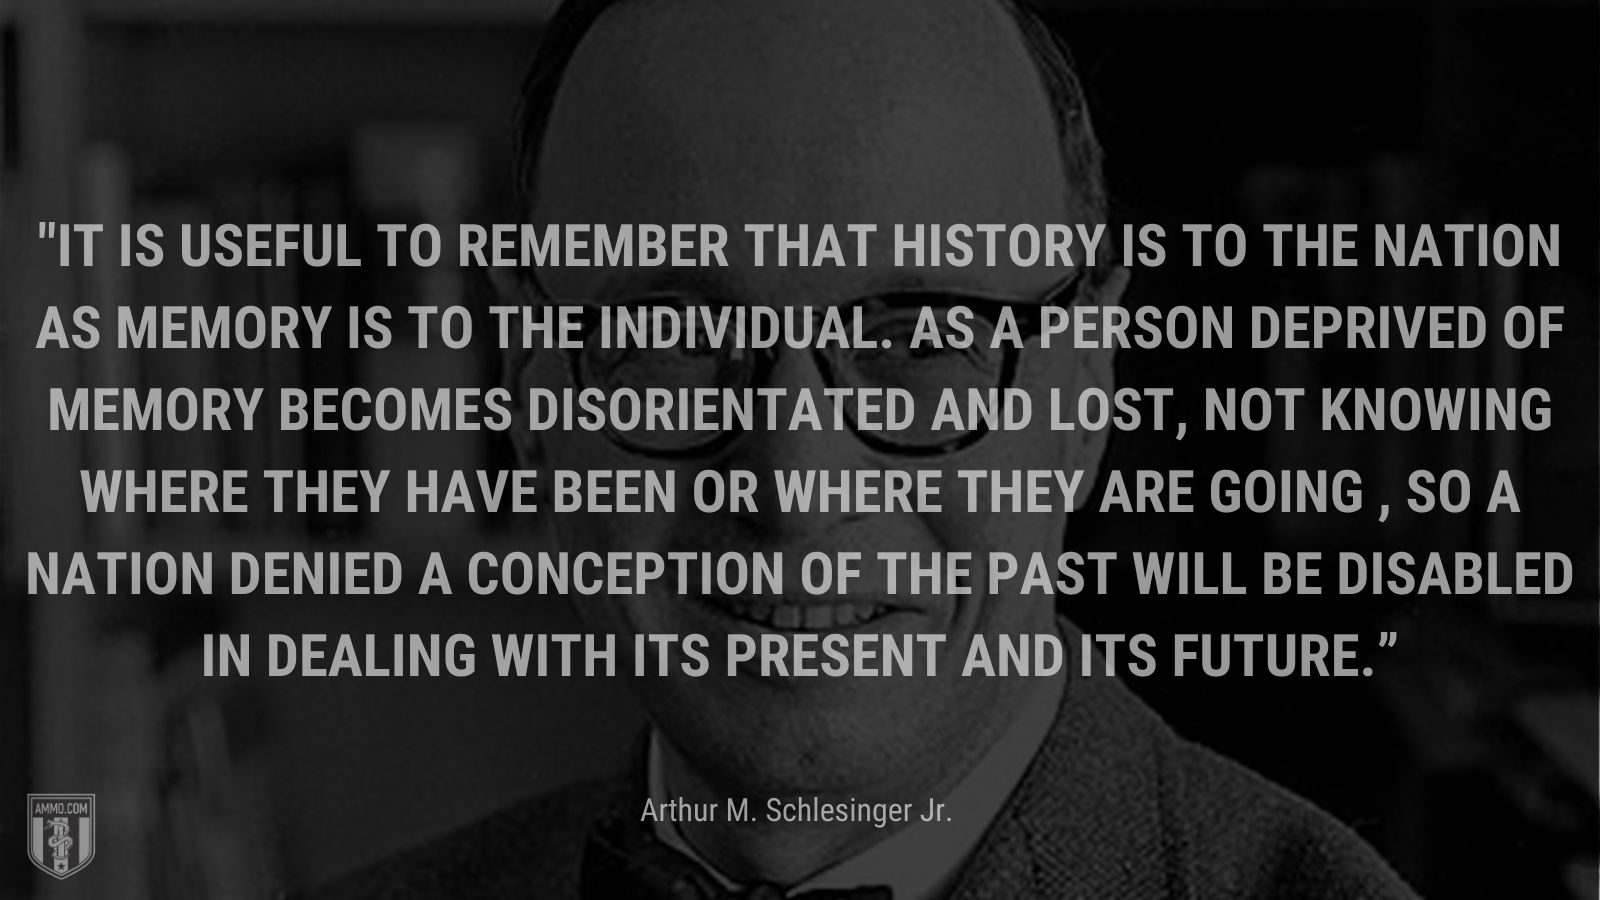 "IT IS USEFUL TO REMEMBER THAT HISTORY IS TO THE NATION
AS MEMORY IS TO THE INDIVIDUAL. AS A PERSON DEPRIVED OF
MEMORY BECOMES DISORIENTATED AND LOST, NOT KNOWING
WHERE THEY HAVE BEEN OR WHERE THEY ARE GOING , SO A
NATION DENIED A CONCEPTION OF THE PAST WILL BE DISABLED
IN DEALING WITH ITS PRESENT AND ITS FUTURE.”
Arthur M. Schlesinger Jr.
AMMO.COM